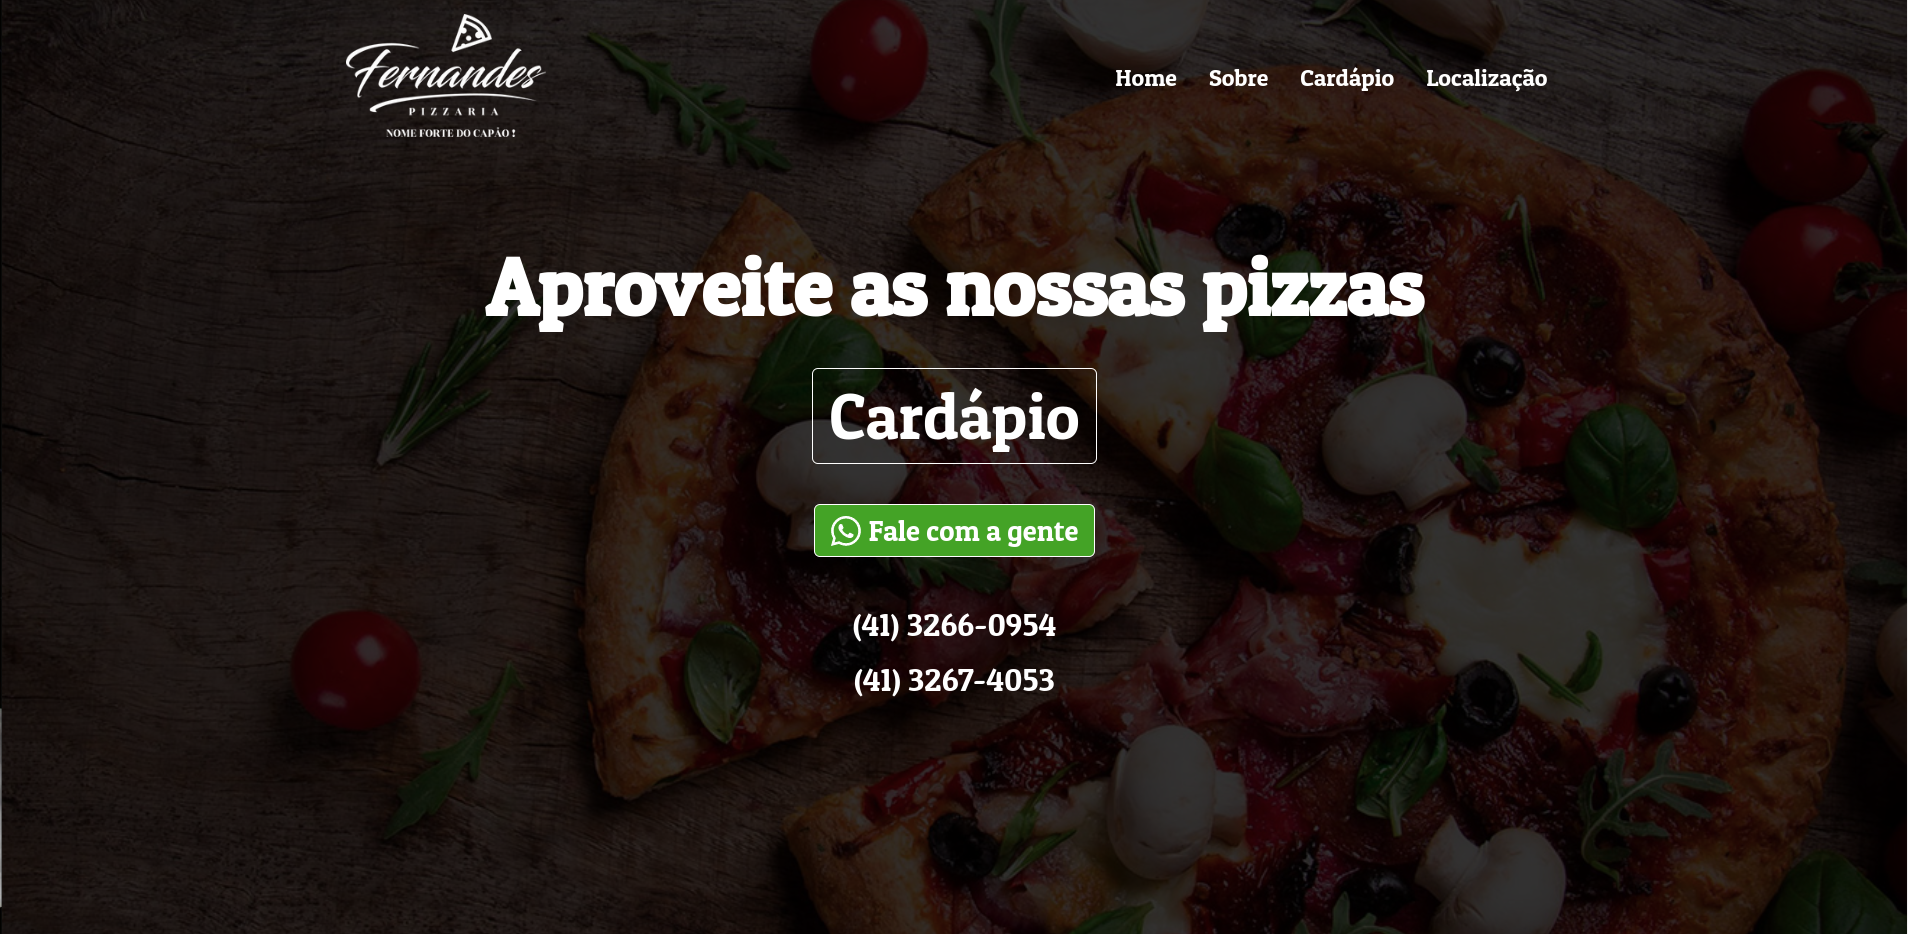 Fernandes
PIZZARIA
NOME FORTE DO CAPÃO !
Home Sobre Cardápio Localização
Aproveite as nossas pizzas
Cardápio
Fale com a gente
(41) 3266-0954
(41) 3267-4053